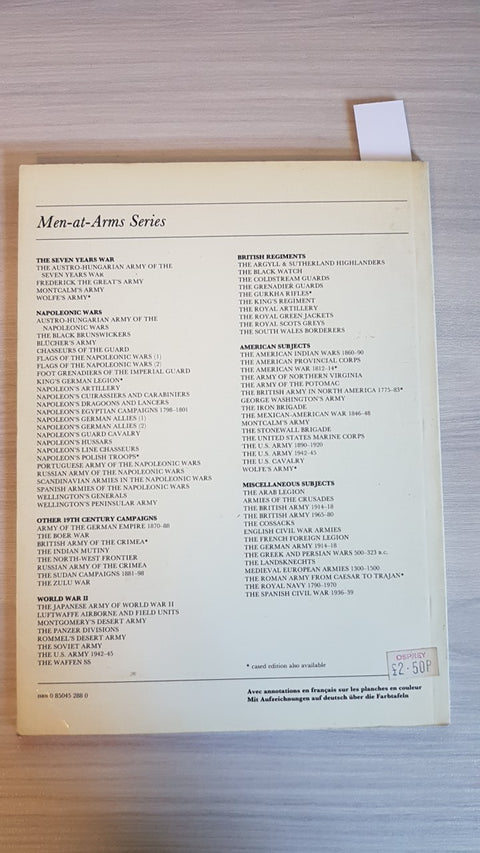 Men-at-Arms Series
THE SEVEN YEARS WAR
THE AUSTRO-HUNGARIAN ARMY OF THE
SEVEN YEARS WAR
FREDERICK THE GREAT'S ARMY
MONTCALM'S ARMY
WOLFE'S ARMY*
NAPOLEONIC WARS
AUSTRO-HUNGARIAN ARMY OF THE
NAPOLEONIC WARS
THE BLACK BRUNSWICKERS
BLÜCHER'S ARMY
CHASSEURS OF THE GUARD
FLAGS OF THE NAPOLEONIC WARS (1)
FLAGS OF THE NAPOLEONIC WARS (2)
FOOT GRENADIERS OF THE IMPERIAL GUARD
KING'S GERMAN LEGION*
NAPOLEON'S ARTILLERY
NAPOLEON'S CUIRASSIERS AND CARABINIERS
NAPOLEON'S DRAGOONS AND LANCERS
NAPOLEON'S EGYPTIAN CAMPAIGNS 1798-1801
NAPOLEON'S GERMAN ALLIES (1)
NAPOLEON'S GERMAN ALLIES (2)
NAPOLEON'S GUARD CAVALRY
NAPOLEON'S HUSSARS
NAPOLEON'S LINE CHASSEURS
NAPOLEON'S POLISH TROOPS*
PORTUGUESE ARMY OF THE NAPOLEONIC WARS
RUSSIAN ARMY OF THE NAPOLEONIC WARS
SCANDINAVIAN ARMIES IN THE NAPOLEONIC WARS
SPANISH ARMIES OF THE NAPOLEONIC WARS
WELLINGTON'S GENERALS
WELLINGTON'S PENINSULAR ARMY
OTHER 19TH CENTURY CAMPAIGNS
ARMY OF THE GERMAN EMPIRE 1870-88
THE BOER WAR
BRITISH ARMY OF THE CRIMEA*
THE INDIAN MUTINY
THE NORTH-WEST FRONTIER
RUSSIAN ARMY OF THE CRIMEA
THE SUDAN CAMPAIGNS 1881-98
THE ZULU WAR
WORLD WAR II
THE JAPANESE ARMY OF WORLD WAR II
LUFTWAFFE AIRBORNE AND FIELD UNITS
MONTGOMERY'S DESERT ARMY
THE PANZER DIVISIONS
ROMMEL'S DESERT ARMY
THE SOVIET ARMY
THE U.S. ARMY 1942-45
THE WAFFEN SS
BRITISH REGIMENTS
THE ARGYLL & SUTHERLAND HIGHLANDERS
THE BLACK WATCH
THE COLDSTREAM GUARDS
THE GRENADIER GUARDS
THE GURKHA RIFLES*
THE KING'S REGIMENT
THE ROYAL ARTILLERY
THE ROYAL GREEN JACKETS
THE ROYAL SCOTS GREYS
THE SOUTH WALES BORDERERS
AMERICAN SUBJECTS
THE AMERICAN INDIAN WARS 1860-90
THE AMERICAN PROVINCIAL CORPS
THE AMERICAN WAR 1812-14*
THE ARMY OF NORTHERN VIRGINIA
THE ARMY OF THE POTOMAC
THE BRITISH ARMY IN NORTH AMERICA 1775-83*
GEORGE WASHINGTON'S ARMY
THE IRON BRIGADE
THE MEXICAN-AMERICAN WAR 1846-48
MONTCALM'S ARMY
THE STONEWALL BRIGADE
THE UNITED STATES MARINE CORPS
THE U.S. ARMY 1890-1920
THE U.S. ARMY 1942-45
THE U.S. CAVALRY
WOLFE'S ARMY*
MISCELLANEOUS SUBJECTS
THE ARAB LEGION
ARMIES OF THE CRUSADES
THE BRITISH ARMY 1914-18
THE BRITISH ARMY 1965-80
THE COSSACKS
ENGLISH CIVIL WAR ARMIES
THE FRENCH FOREIGN LEGION
THE GERMAN ARMY 1914-18
THE GREEK AND PERSIAN WARS 500-323 B.C.
THE LANDSKNECHTS
MEDIEVAL EUROPEAN ARMIES 1300-1500
THE ROMAN ARMY FROM CAESAR TO TRAJAN*
THE ROYAL NAVY 1790-1970
THE SPANISH CIVIL WAR 1936-39
* cased edition also available
OSPREY
£2·50P
ISBN 0 85045 288 0
Avec annotations en français sur les planches en couleur
Mit Aufzeichnungen auf deutsch über die Farbtafeln